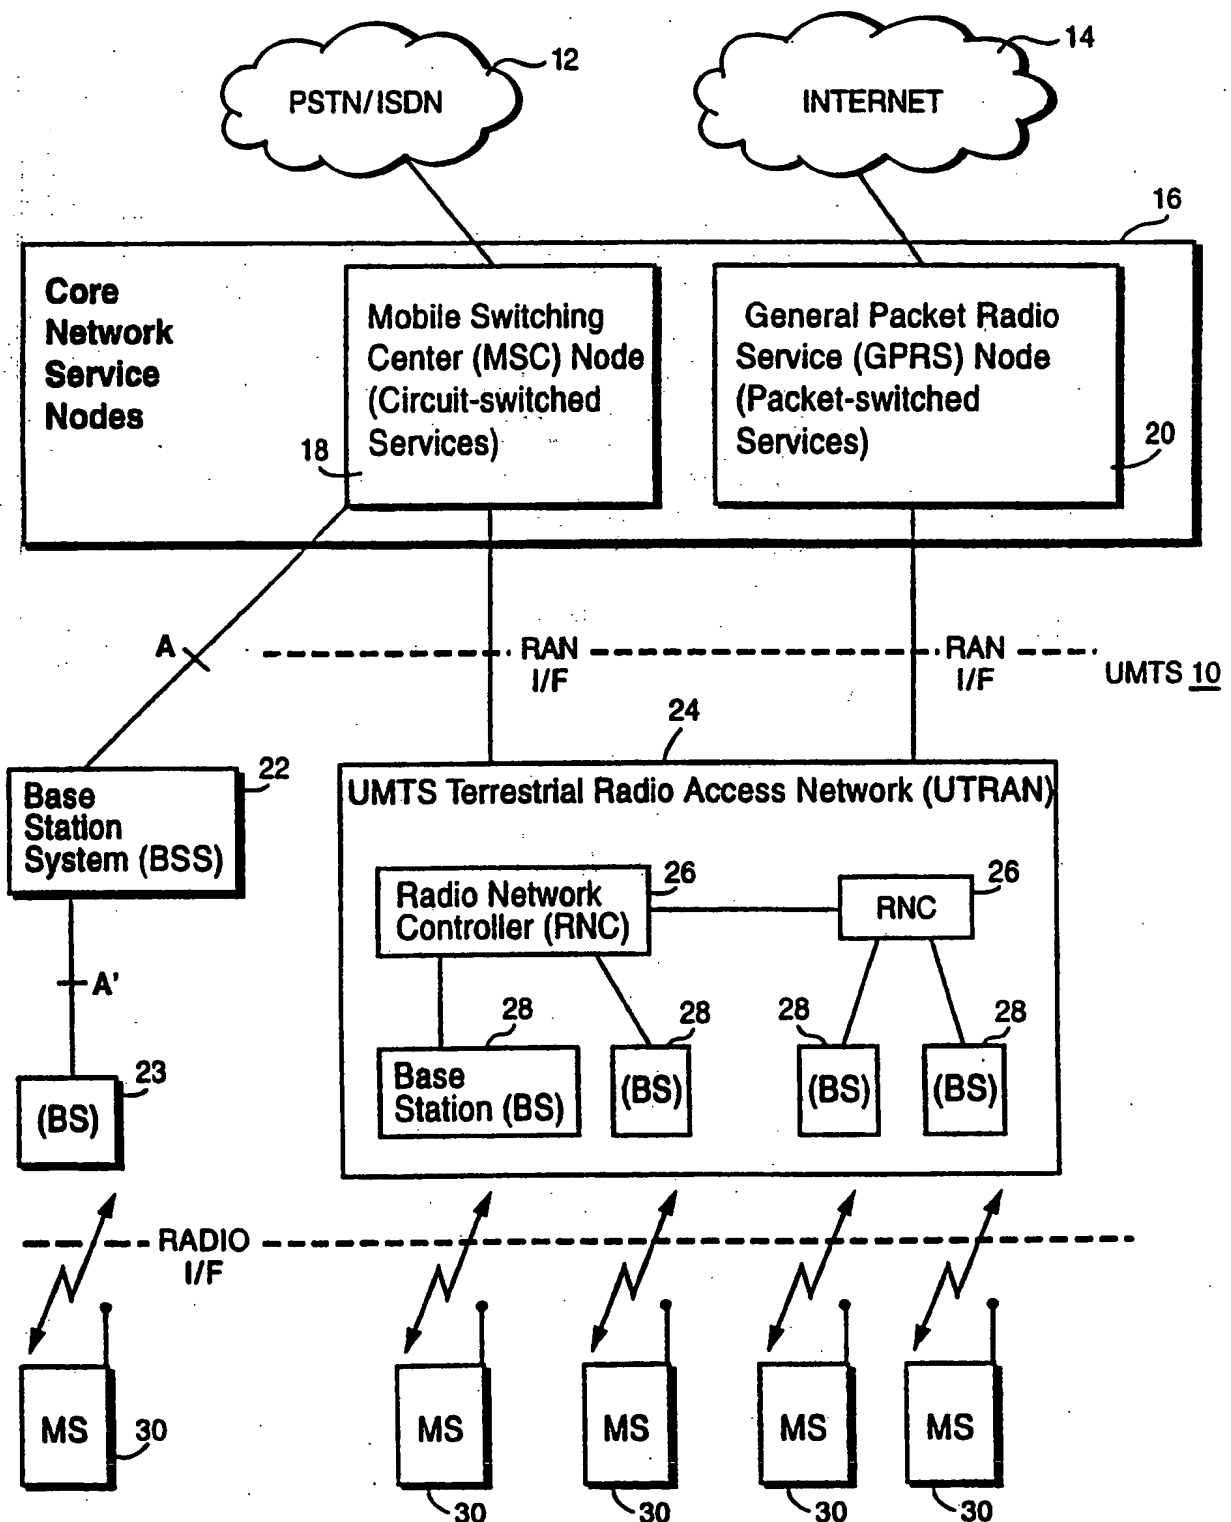 12
14
PSTN/ISDN
INTERNET
16
Core
Network
Service
Nodes
Mobile Switching
Center (MSC) Node
(Circuit-switched
Services)
18
General Packet Radio
Service (GPRS) Node
(Packet-switched
Services)
20
A
RAN
I/F
RAN
I/F
UMTS 10
24
22
Base
Station
System (BSS)
UMTS Terrestrial Radio Access Network (UTRAN)
26
Radio Network
Controller (RNC)
26
RNC
A'
28
28
28
28
23
(BS)
Base
Station (BS)
(BS)
(BS)
(BS)
RADIO
I/F
MS
30
MS
30
MS
30
MS
30
MS
30